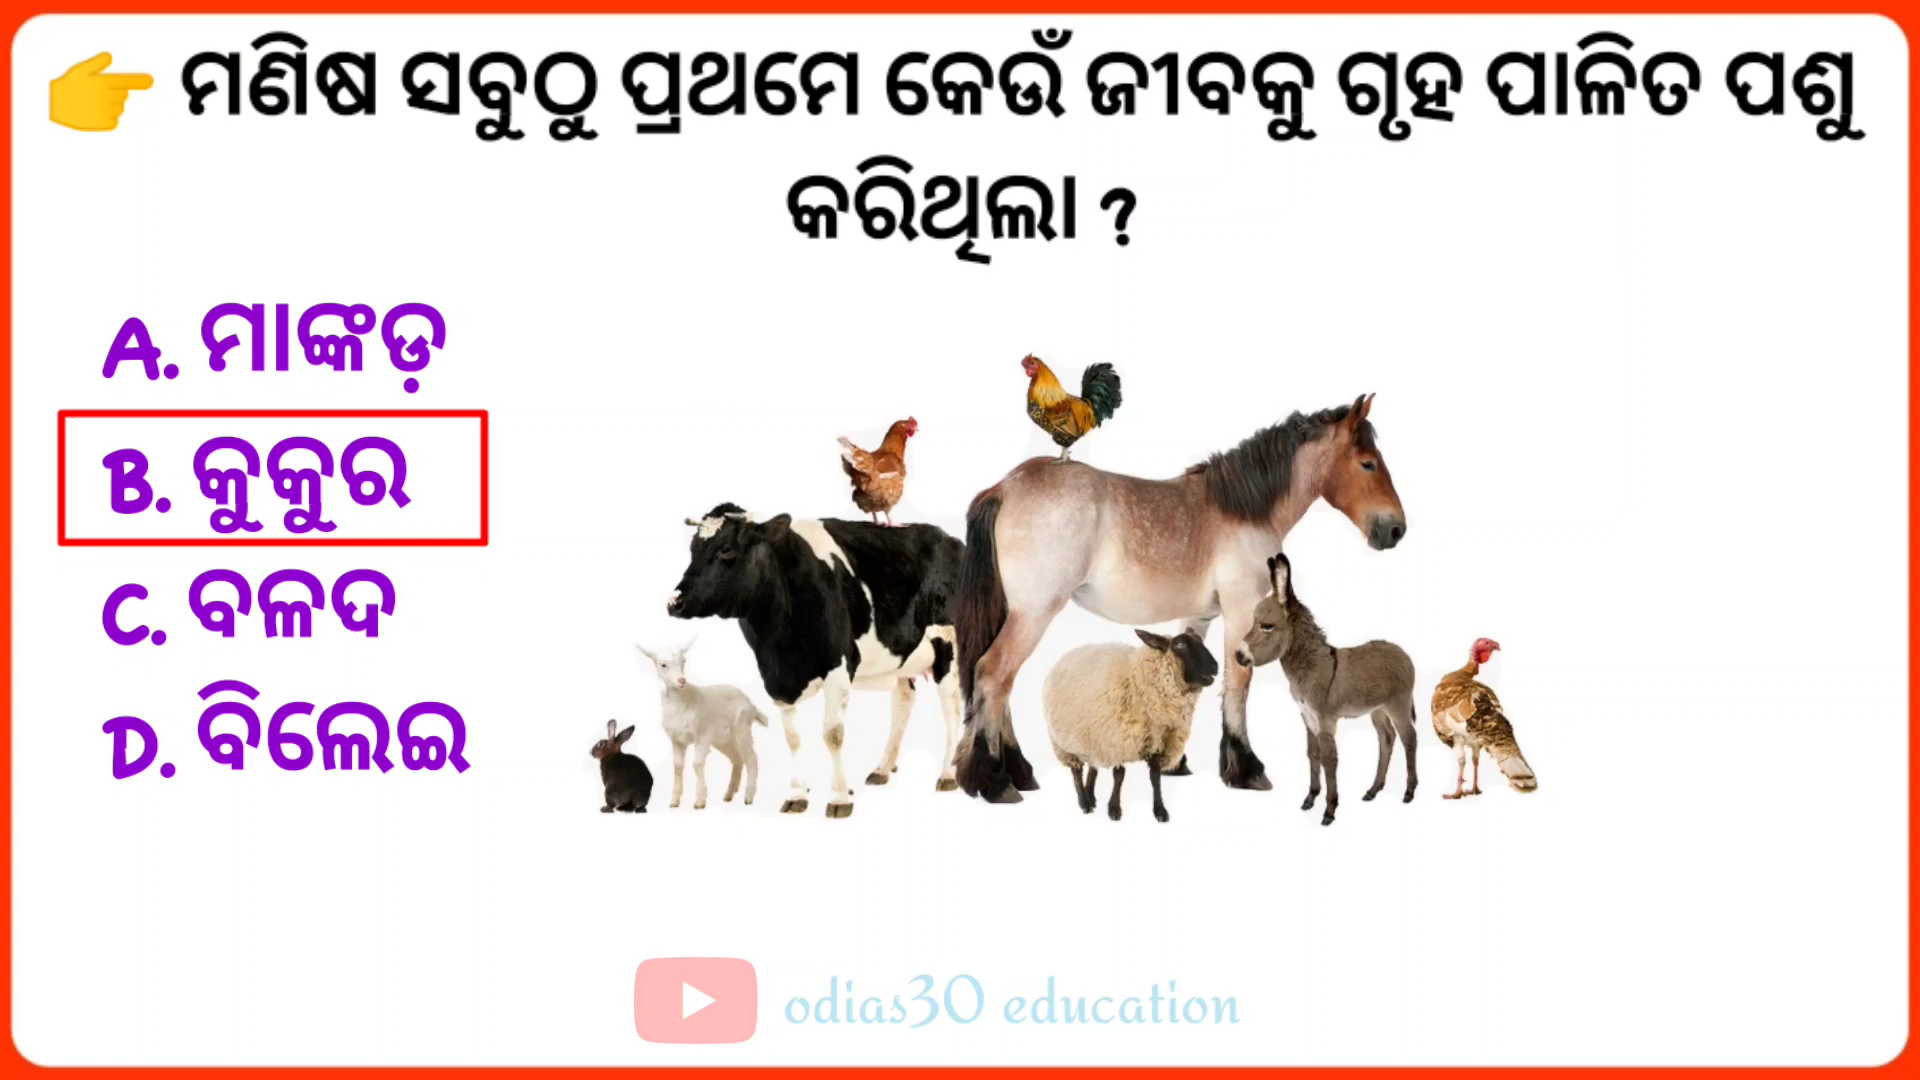 👉 ମଣିଷ ସବୁଠୁ ପ୍ରଥମେ କେଉଁ ଜୀବକୁ ଗୃହ ପାଳିତ ପଶୁ
କରିଥିଲା ?
A. ମାଙ୍କଡ଼
B. କୁକୁର
C. ବଳଦ
D. ବିଲେଇ
odias30 education